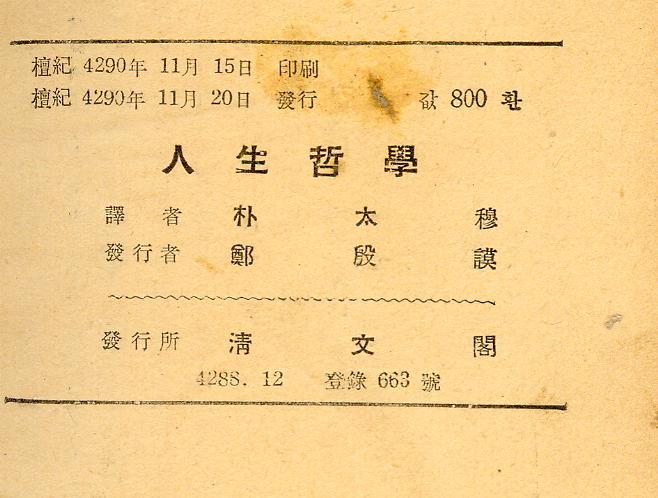 檀紀 4290年 11月 15日 印刷
檀紀 4290年 11月 20日 發行 값 800 환
人生哲學
譯者 朴太穆
發行者 鄭殷謨
發行所 淸文閣
4288. 12 登錄 663 號